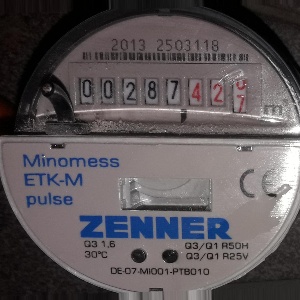 2013 2503118
0028742
m
Minomess
ETK-M
pulse
CE
ZENNER
Q3 1,6 Q3/Q1 R50H
30°C Q3/Q1 R25V
DE-07-MI001-PTB010